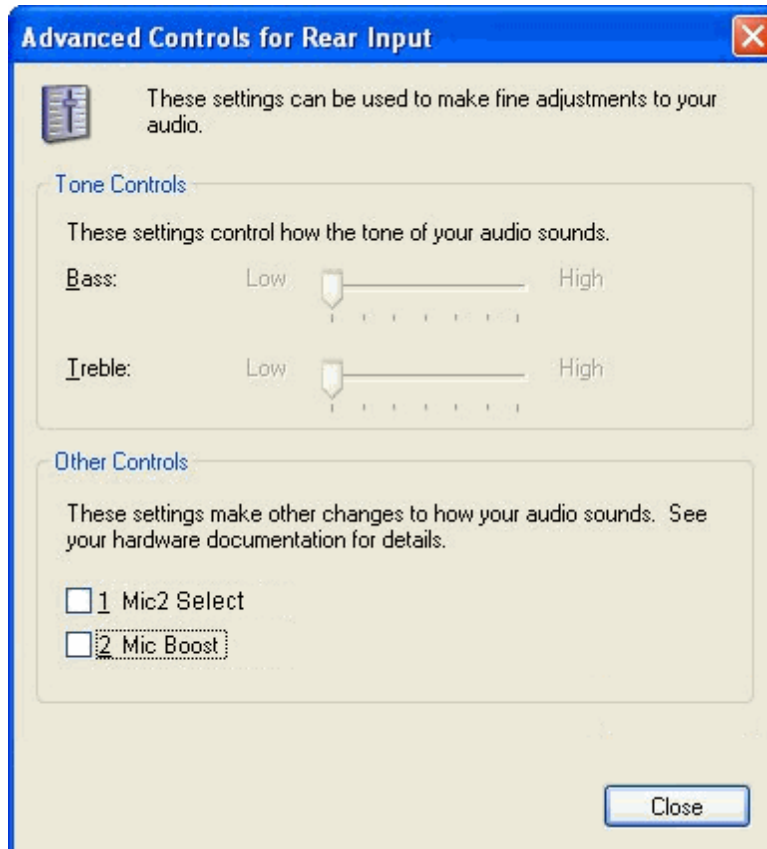 Advanced Controls for Rear Input
These settings can be used to make fine adjustments to your
audio.
Tone Controls
These settings control how the tone of your audio sounds.
Bass: Low High
Treble: Low High
Other Controls
These settings make other changes to how your audio sounds. See
your hardware documentation for details.
1 Mic2 Select
2 Mic Boost
Close